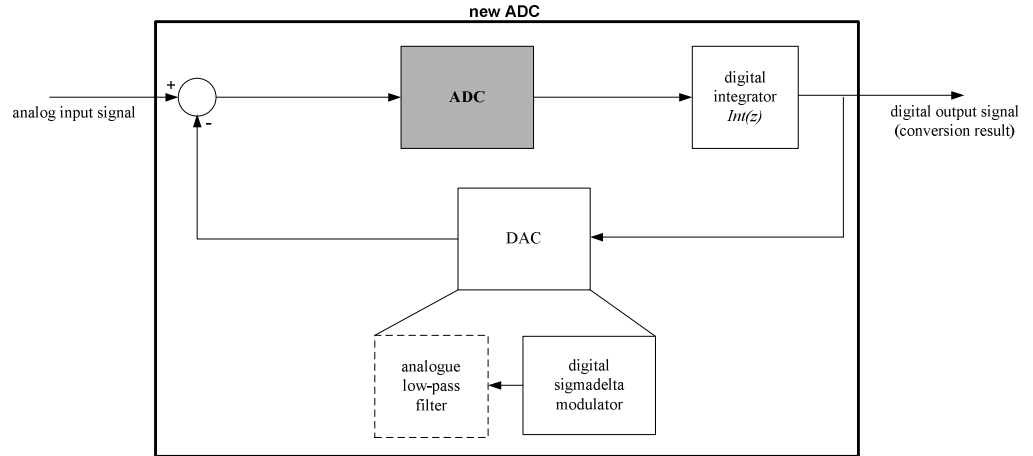 new ADC
+
analog input signal
-
ADC
digital
integrator
Int(z)
digital output signal
(conversion result)
DAC
analogue
low-pass
filter
digital
sigmadelta
modulator